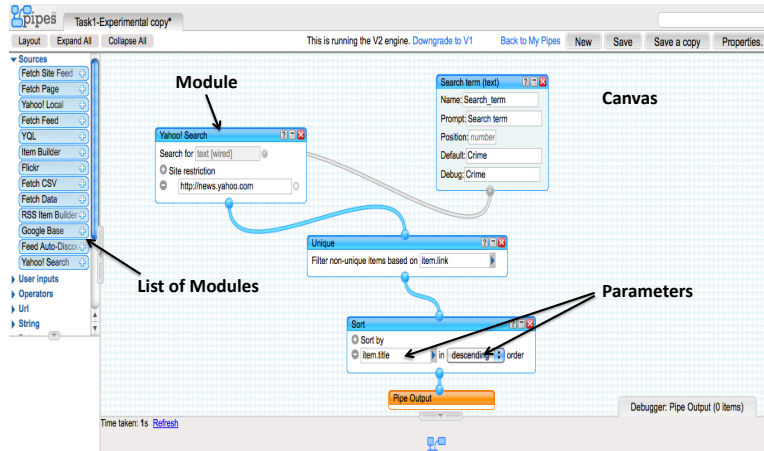 pipes
Task1-Experimental copy*
Layout Expand All Collapse All This is running the V2 engine. Downgrade to V1 Back to My Pipes New Save Save a copy Properties.
Sources
Fetch Site Feed
Fetch Page
Yahoo! Local
Fetch Feed
YQL
Item Builder
Flickr
Fetch CSV
Fetch Data
RSS Item Builder
Google Base
Feed Auto-Discov
Yahoo! Search
User inputs
Operators
Url
String
Module
Yahoo! Search
Search for text [wired]
Site restriction
http://news.yahoo.com
Search term (text)
Name: Search_term
Prompt: Search term
Position: number
Default: Crime
Debug: Crime
Canvas
Unique
Filter non-unique items based on item.link
List of Modules
Parameters
Sort
Sort by
item.title in descending order
Pipe Output
Debugger: Pipe Output (0 items)
Time taken: 1s Refresh